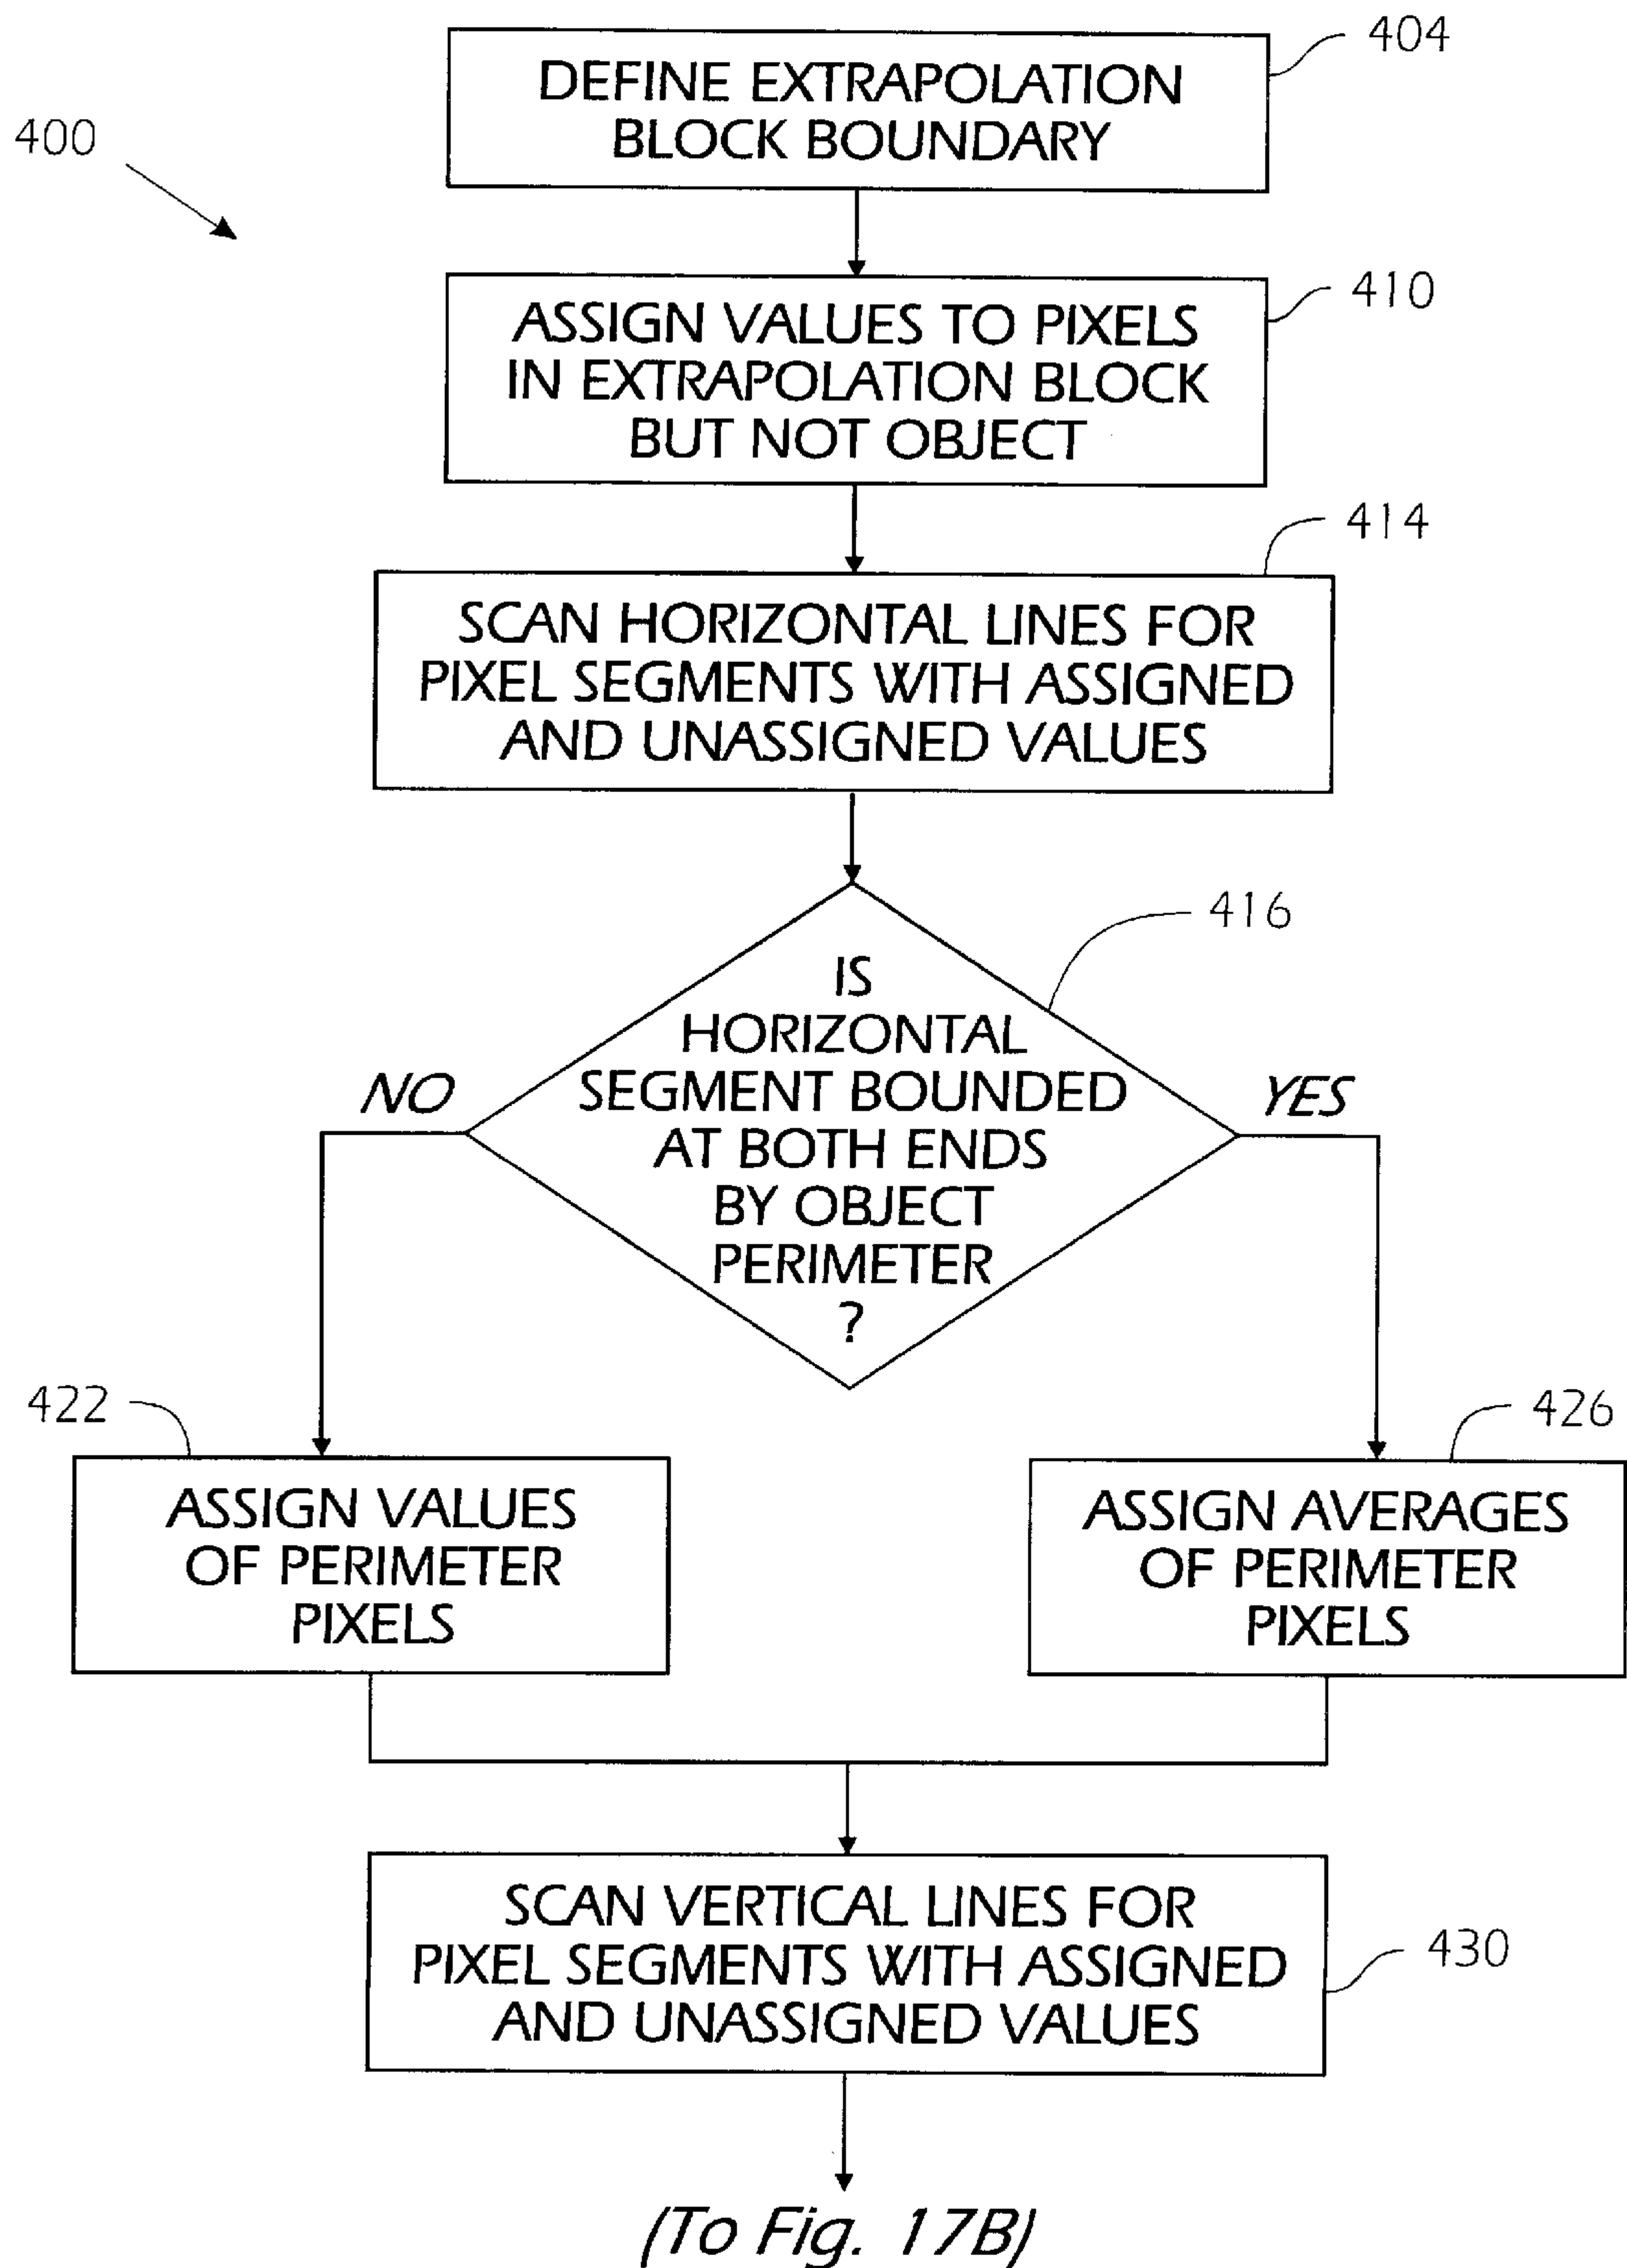 404
DEFINE EXTRAPOLATION
BLOCK BOUNDARY
400
410
ASSIGN VALUES TO PIXELS
IN EXTRAPOLATION BLOCK
BUT NOT OBJECT
414
SCAN HORIZONTAL LINES FOR
PIXEL SEGMENTS WITH ASSIGNED
AND UNASSIGNED VALUES
416
IS
HORIZONTAL
SEGMENT BOUNDED
AT BOTH ENDS
BY OBJECT
PERIMETER
?
NO
YES
422
ASSIGN VALUES
OF PERIMETER
PIXELS
426
ASSIGN AVERAGES
OF PERIMETER
PIXELS
SCAN VERTICAL LINES FOR
PIXEL SEGMENTS WITH ASSIGNED
AND UNASSIGNED VALUES
430
(To Fig. 17B)